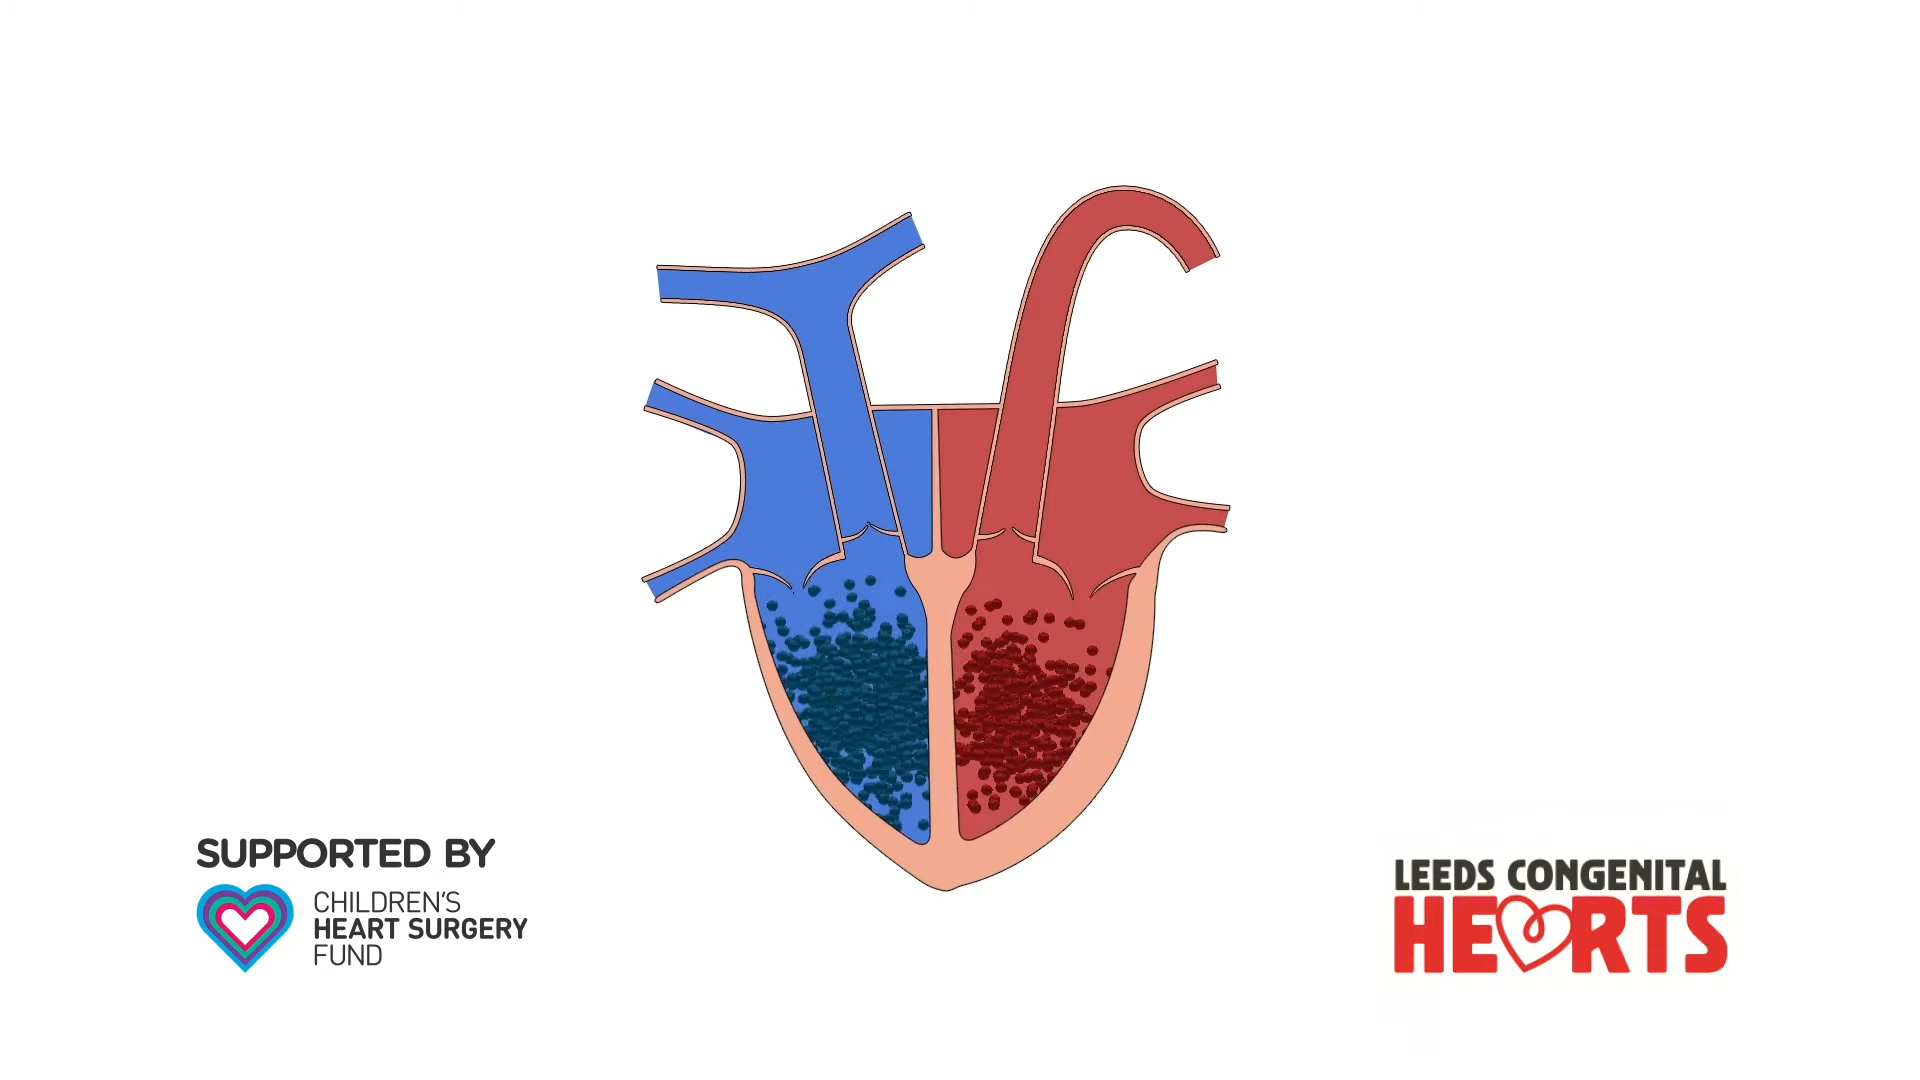 SUPPORTED BY
CHILDREN'S
HEART SURGERY
FUND
LEEDS CONGENITAL
HEARTS